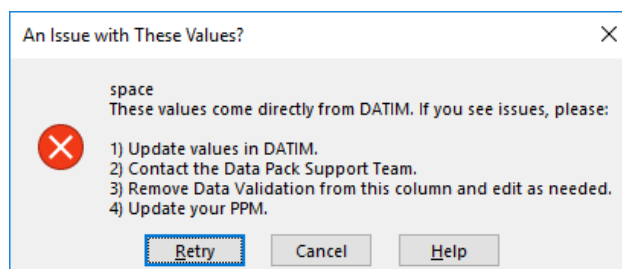 An Issue with These Values?
space
These values come directly from DATIM. If you see issues, please:
1) Update values in DATIM.
2) Contact the Data Pack Support Team.
3) Remove Data Validation from this column and edit as needed.
4) Update your PPM.
Retry Cancel Help